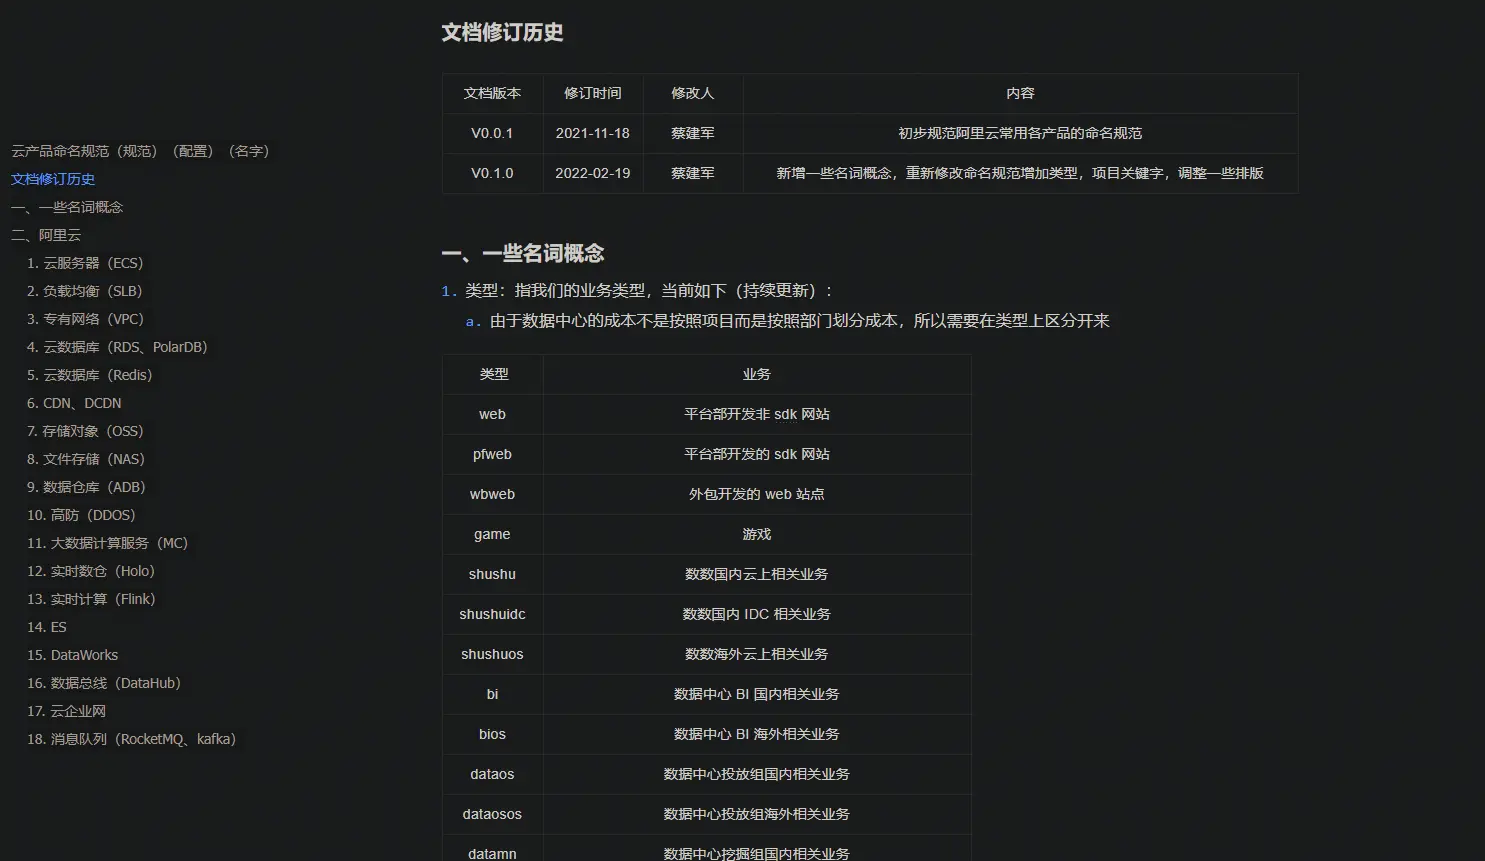 云产品命名规范（规范）（配置）（名字）
文档修订历史
一、一些名词概念
二、阿里云
1. 云服务器（ECS）
2. 负载均衡（SLB）
3. 专有网络（VPC）
4. 云数据库（RDS、PolarDB）
5. 云数据库（Redis）
6. CDN、DCDN
7. 存储对象（OSS）
8. 文件存储（NAS）
9. 数据仓库（ADB）
10. 高防（DDOS）
11. 大数据计算服务（MC）
12. 实时数仓（Holo）
13. 实时计算（Flink）
14. ES
15. DataWorks
16. 数据总线（DataHub）
17. 云企业网
18. 消息队列（RocketMQ、kafka）
文档修订历史
文档版本 修订时间 修改人 内容
V0.0.1 2021-11-18 蔡建军 初步规范阿里云常用各产品的命名规范
V0.1.0 2022-02-19 蔡建军 新增一些名词概念，重新修改命名规范增加类型，项目关键字，调整一些排版
一、一些名词概念
1. 类型：指我们的业务类型，当前如下（持续更新）：
a. 由于数据中心的成本不是按照项目而是按照部门划分成本，所以需要在类型上区分开来
类型 业务
web 平台部开发非 sdk 网站
pfweb 平台部开发的 sdk 网站
wbweb 外包开发的 web 站点
game 游戏
shushu 数数国内云上相关业务
shushuidc 数数国内 IDC 相关业务
shushuos 数数海外云上相关业务
bi 数据中心 BI 国内相关业务
bios 数据中心 BI 海外相关业务
dataos 数据中心投放组国内相关业务
dataosos 数据中心投放组海外相关业务
datamn 数据中心挖掘组国内相关业务